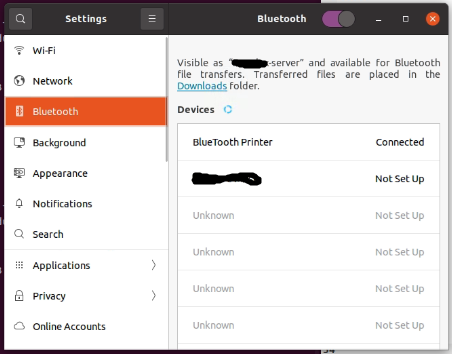 Settings
Bluetooth
Wi-Fi
Network
Bluetooth
Background
Appearance
Notifications
Search
Applications
Privacy
Online Accounts
Visible as “-server” and available for Bluetooth
file transfers. Transferred files are placed in the
Downloads folder.
Devices
BlueTooth Printer Connected
Not Set Up
Unknown Not Set Up
Unknown Not Set Up
Unknown Not Set Up
Unknown Not Set Up